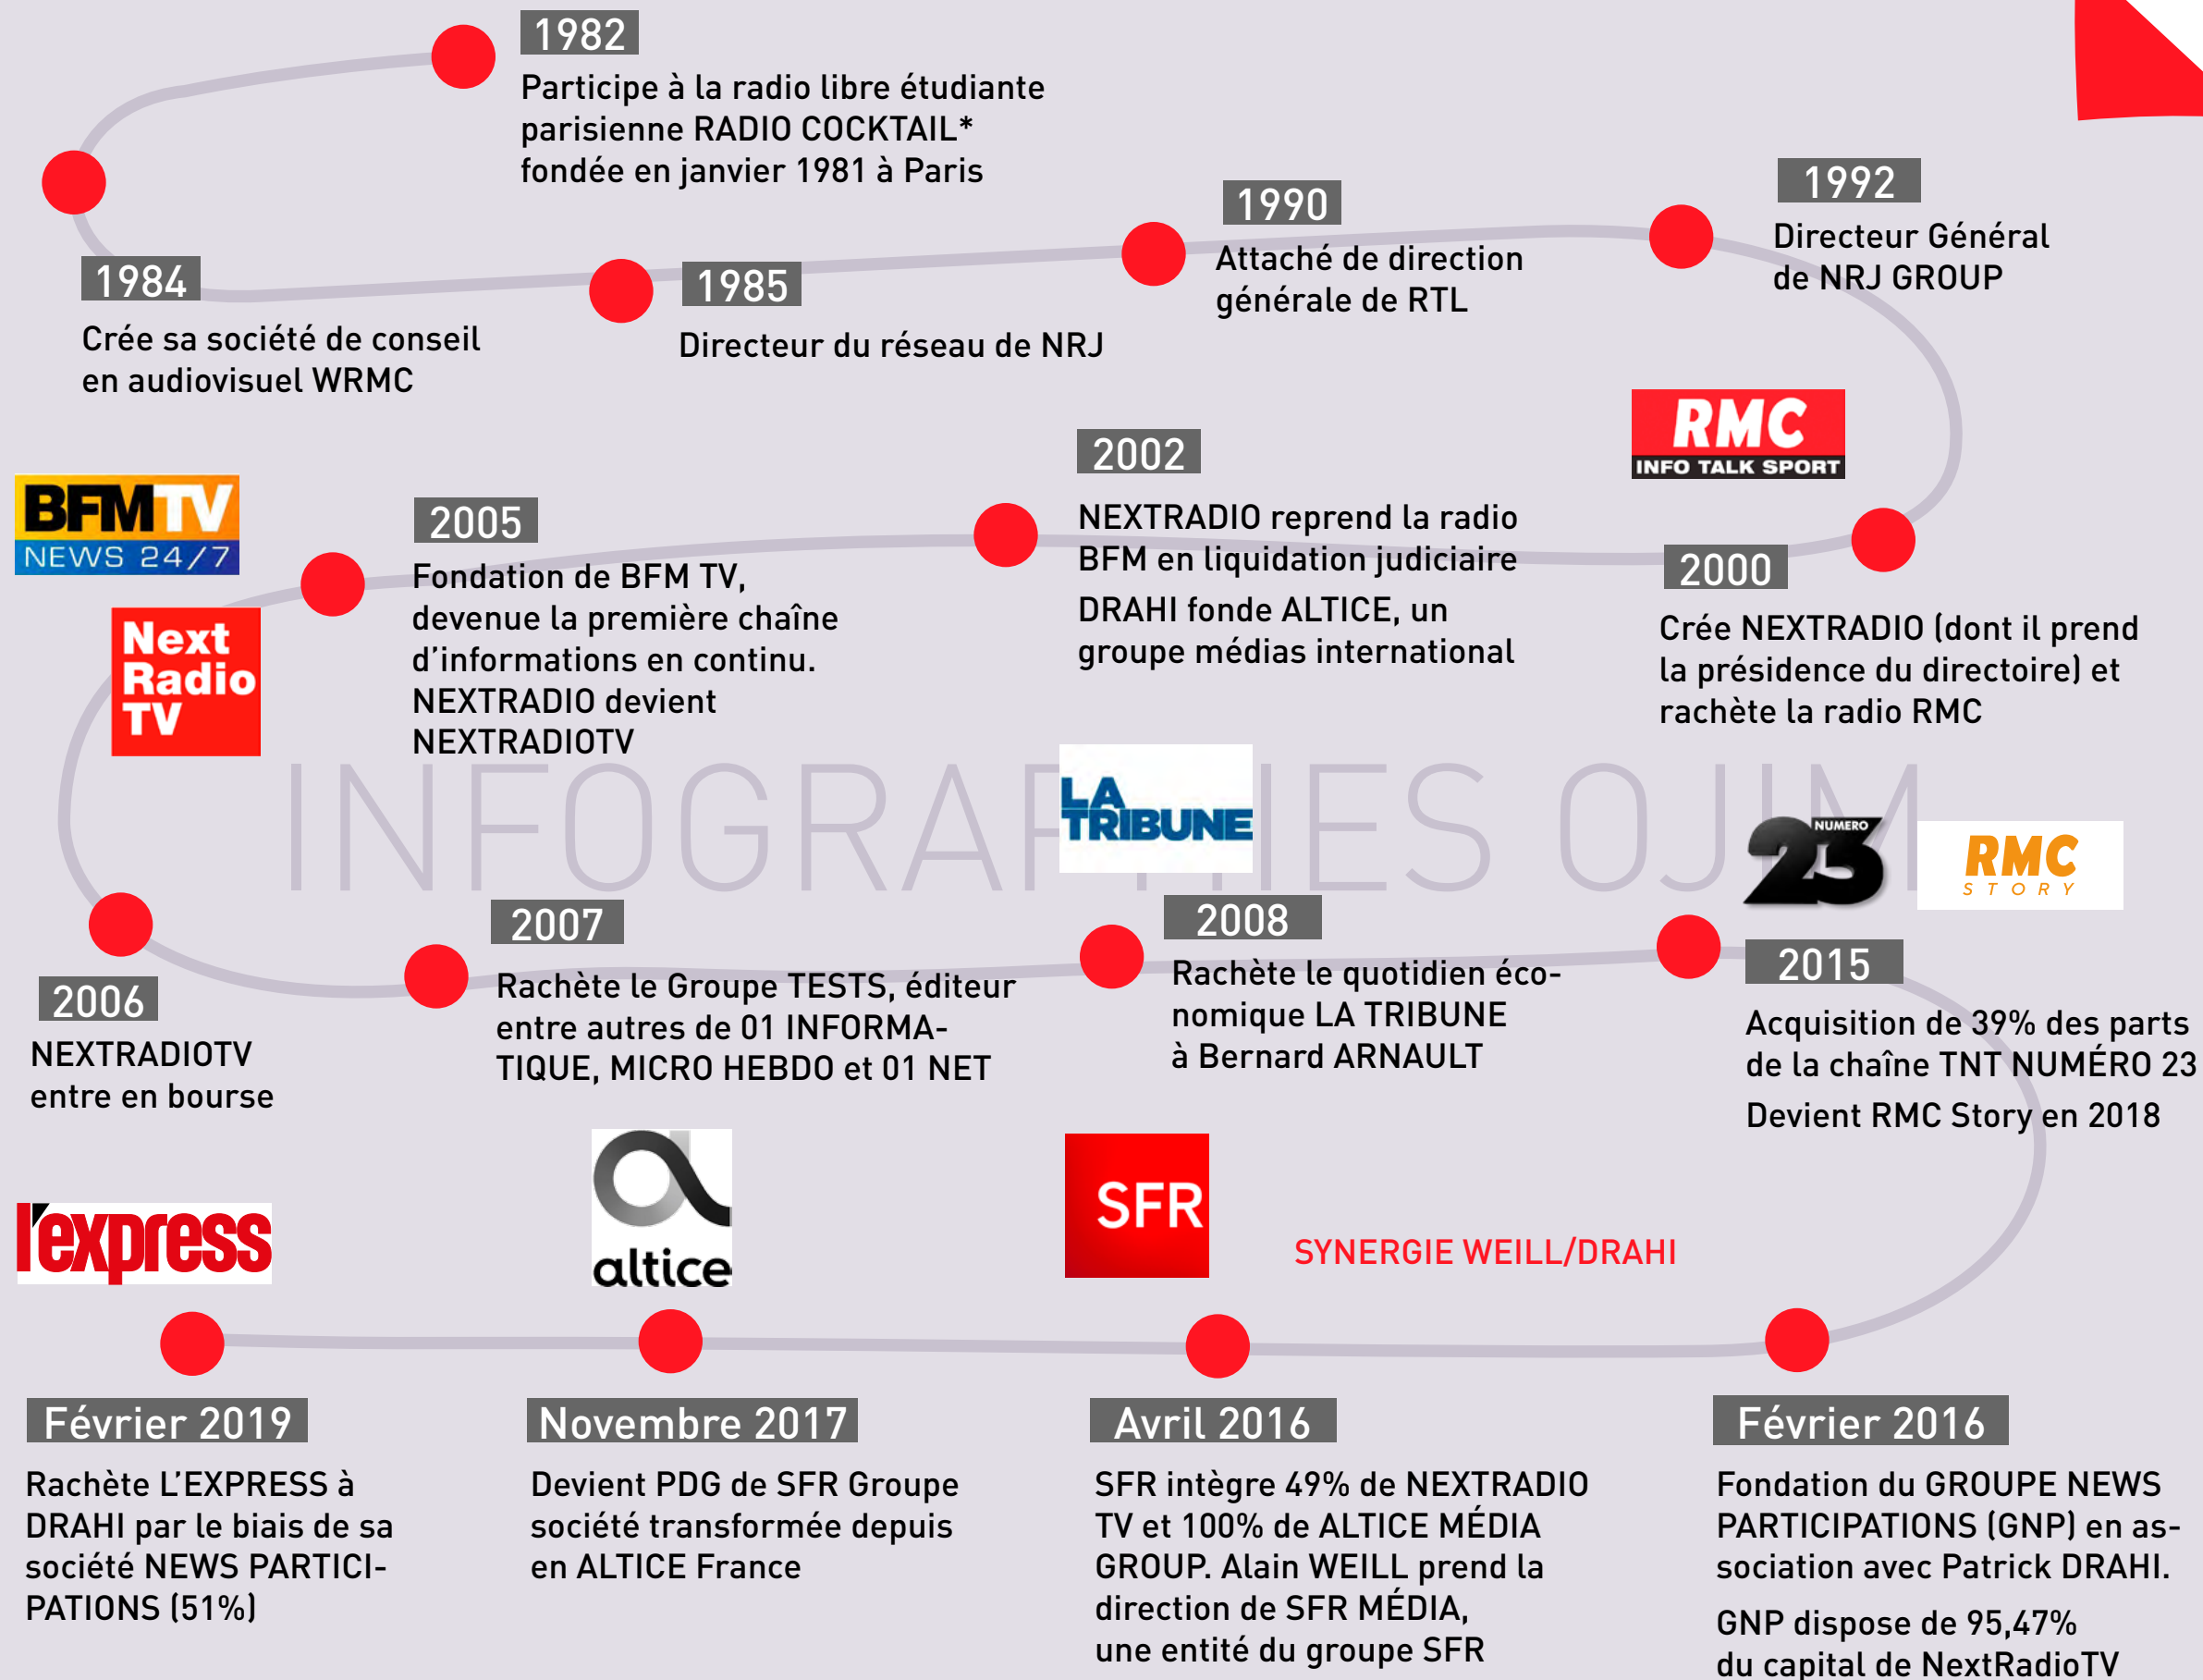 1982
Participe à la radio libre étudiante
parisienne RADIO COCKTAIL*
fondée en janvier 1981 à Paris
1984
Crée sa société de conseil
en audiovisuel WRMC
1985
Directeur du réseau de NRJ
1990
Attaché de direction
générale de RTL
1992
Directeur Général
de NRJ GROUP
RMC
INFO TALK SPORT
2000
Crée NEXTRADIO (dont il prend
la présidence du directoire) et
rachète la radio RMC
2002
NEXTRADIO reprend la radio
BFM en liquidation judiciaire
DRAHI fonde ALTICE, un
groupe médias international
BFMTV
NEWS 24/7
2005
Fondation de BFM TV,
devenue la première chaîne
d'informations en continu.
NEXTRADIO devient
NEXTRADIOTV
Next
Radio
TV
INFOGRAPHIES OJIM
2006
NEXTRADIOTV
entre en bourse
2007
Rachète le Groupe TESTS, éditeur
entre autres de 01 INFORMA-
TIQUE, MICRO HEBDO et 01 NET
LA
TRIBUNE
2008
Rachète le quotidien éco-
nomique LA TRIBUNE
à Bernard ARNAULT
NUMERO
23
RMC
STORY
2015
Acquisition de 39% des parts
de la chaîne TNT NUMÉRO 23
Devient RMC Story en 2018
l'express
altice
SFR
SYNERGIE WEILL/DRAHI
Février 2019
Rachète L'EXPRESS à
DRAHI par le biais de sa
société NEWS PARTICI-
PATIONS (51%)
Novembre 2017
Devient PDG de SFR Groupe
société transformée depuis
en ALTICE France
Avril 2016
SFR intègre 49% de NEXTRADIO
TV et 100% de ALTICE MÉDIA
GROUP. Alain WEILL prend la
direction de SFR MÉDIA,
une entité du groupe SFR
Février 2016
Fondation du GROUPE NEWS
PARTICIPATIONS (GNP) en as-
sociation avec Patrick DRAHI.
GNP dispose de 95,47%
du capital de NextRadioTV